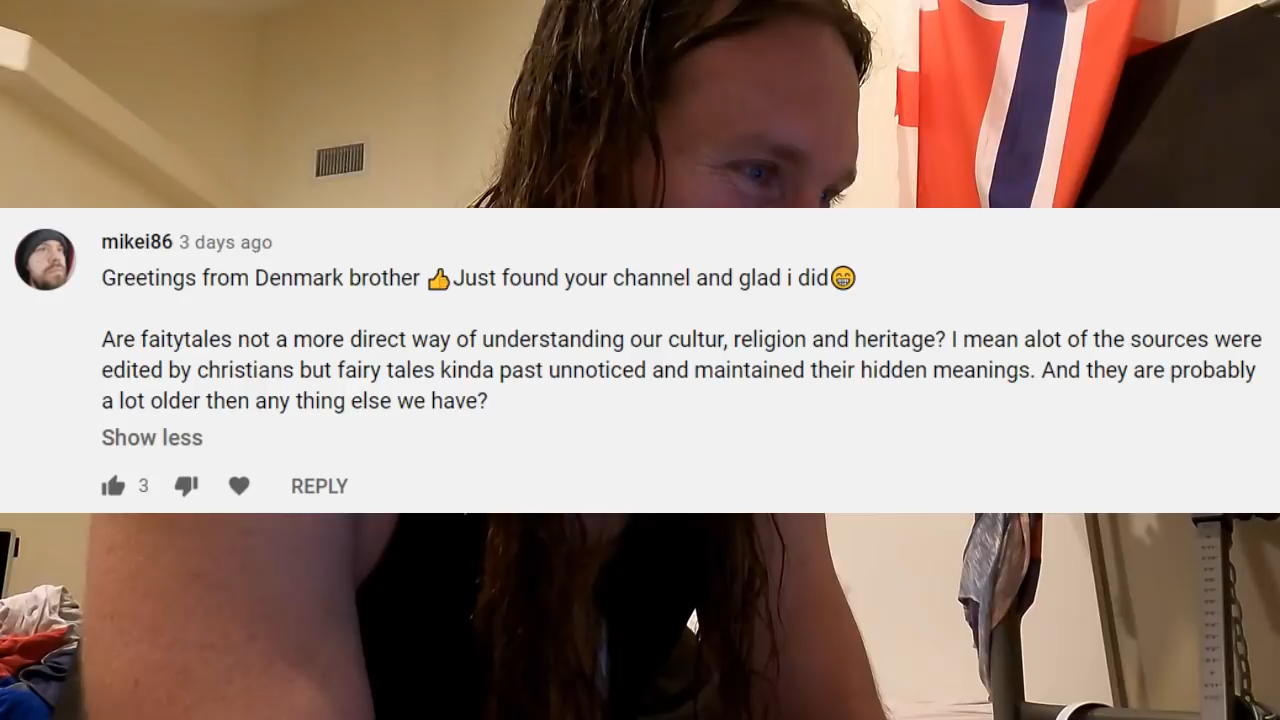 mikei86 3 days ago
Greetings from Denmark brother 👍Just found your channel and glad i did😁
Are faitytales not a more direct way of understanding our cultur, religion and heritage? I mean alot of the sources were
edited by christians but fairy tales kinda past unnoticed and maintained their hidden meanings. And they are probably
a lot older then any thing else we have?
Show less
3 REPLY